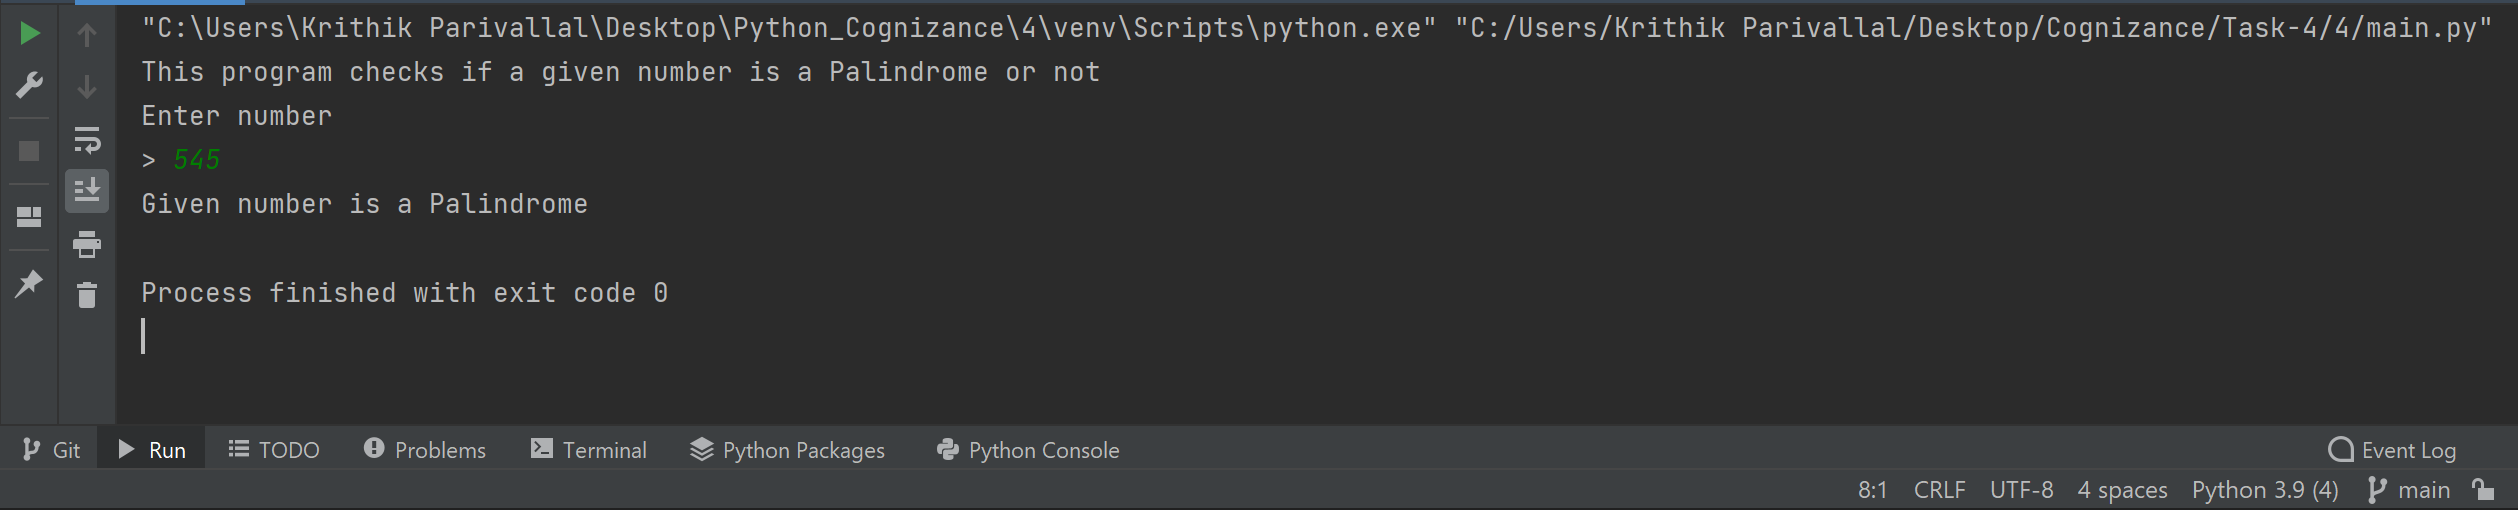 "C:\Users\Krithik Parivallal\Desktop\Python_Cognizance\4\venv\Scripts\python.exe" "C:/Users/Krithik Parivallal/Desktop/Cognizance/Task-4/4/main.py"
This program checks if a given number is a Palindrome or not
Enter number
> 545
Given number is a Palindrome
Process finished with exit code 0
Git Run TODO Problems Terminal Python Packages Python Console Event Log
8:1 CRLF UTF-8 4 spaces Python 3.9 (4) main